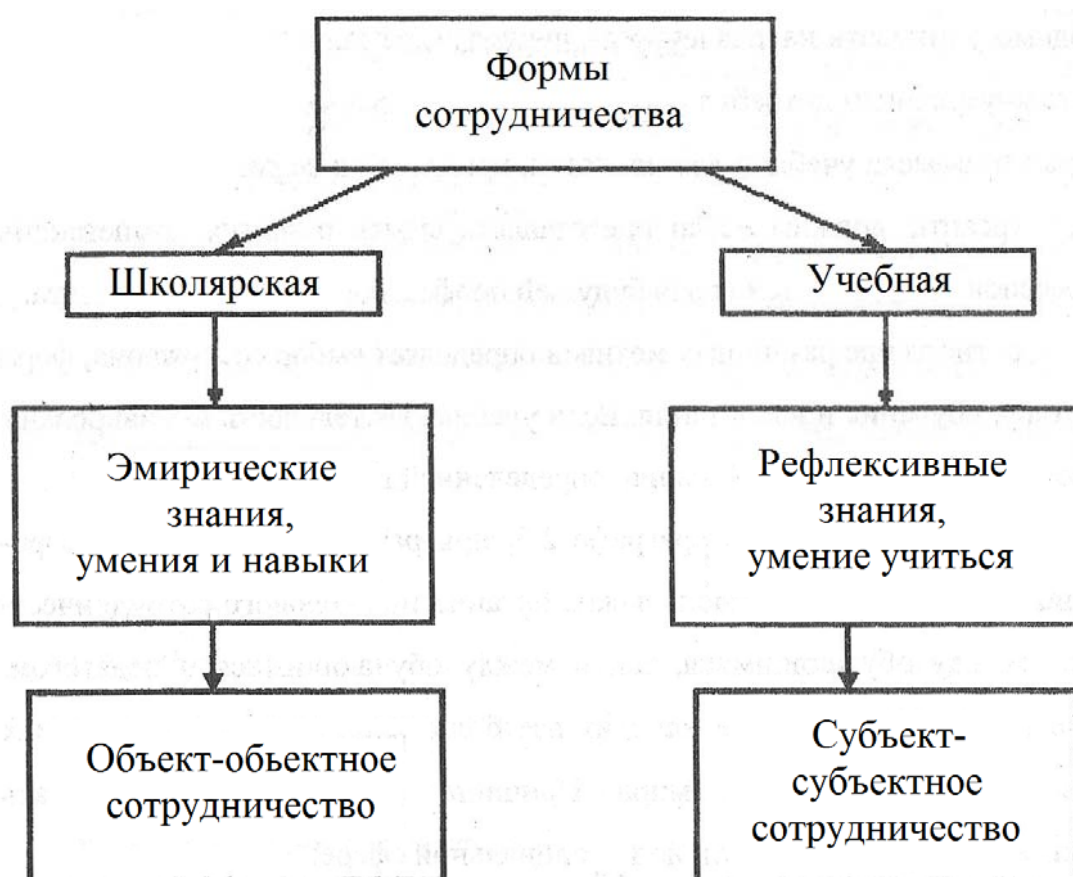 Формы
сотрудничества
Школярская
Учебная
Эмирические
знания,
умения и навыки
Рефлексивные
знания,
умение учиться
Объект-обьектное
сотрудничество
Субъект-
субъектное
сотрудничество